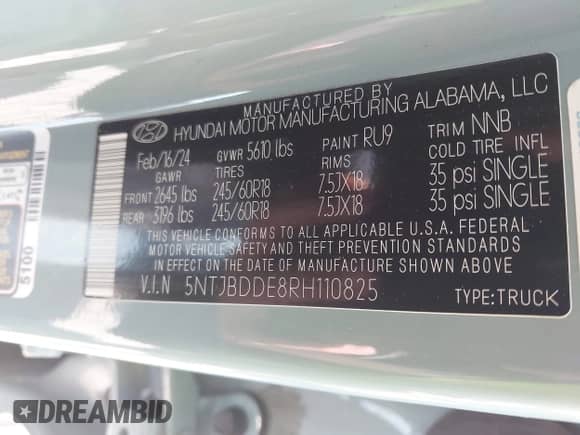 MANUFACTURED BY
HYUNDAI MOTOR MANUFACTURING ALABAMA, LLC
Feb/16/24 GVWR 5610 lbs PAINT RU9 TRIM NNB
GAWR TIRES RIMS COLD TIRE INFL
FRONT 2645 lbs 245/60R18 7.5JX18 35 psi SINGLE
REAR 3196 lbs 245/60R18 7.5JX18 35 psi SINGLE
THIS VEHICLE CONFORMS TO ALL APPLICABLE U.S.A. FEDERAL
MOTOR VEHICLE SAFETY AND THEFT PREVENTION STANDARDS
IN EFFECT ON THE DATE OF MANUFACTURE SHOWN ABOVE
V.I.N 5NTJBDDE8RH110825 TYPE:TRUCK
5100
DREAMBID